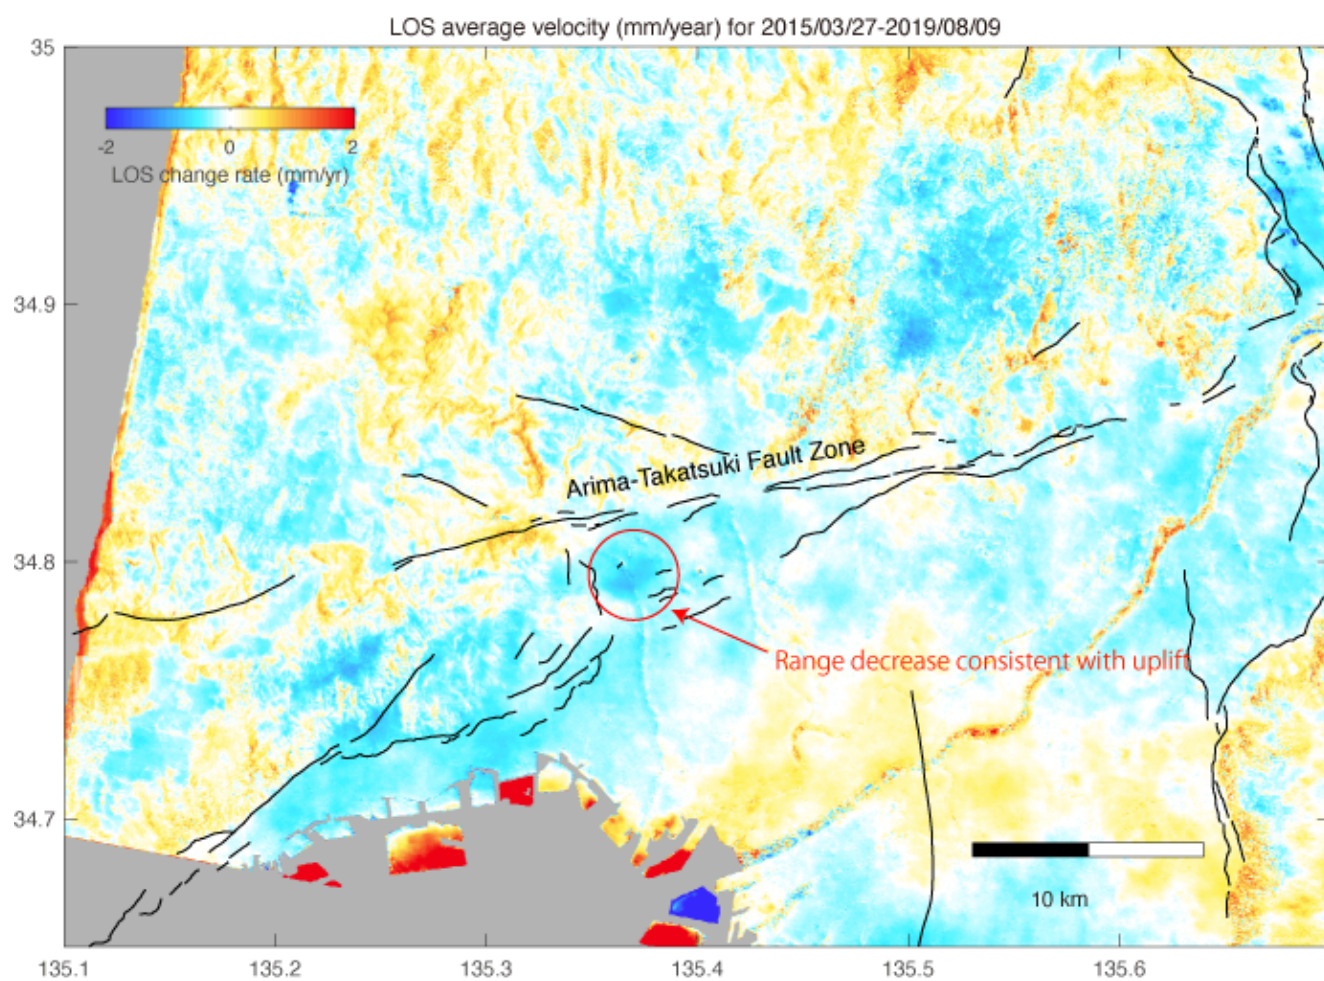 LOS average velocity (mm/year) for 2015/03/27-2019/08/09
35
-2 0 2
LOS change rate (mm/yr)
34.9
Arima-Takatsuki Fault Zone
34.8
Range decrease consistent with uplift
34.7
10 km
135.1 135.2 135.3 135.4 135.5 135.6